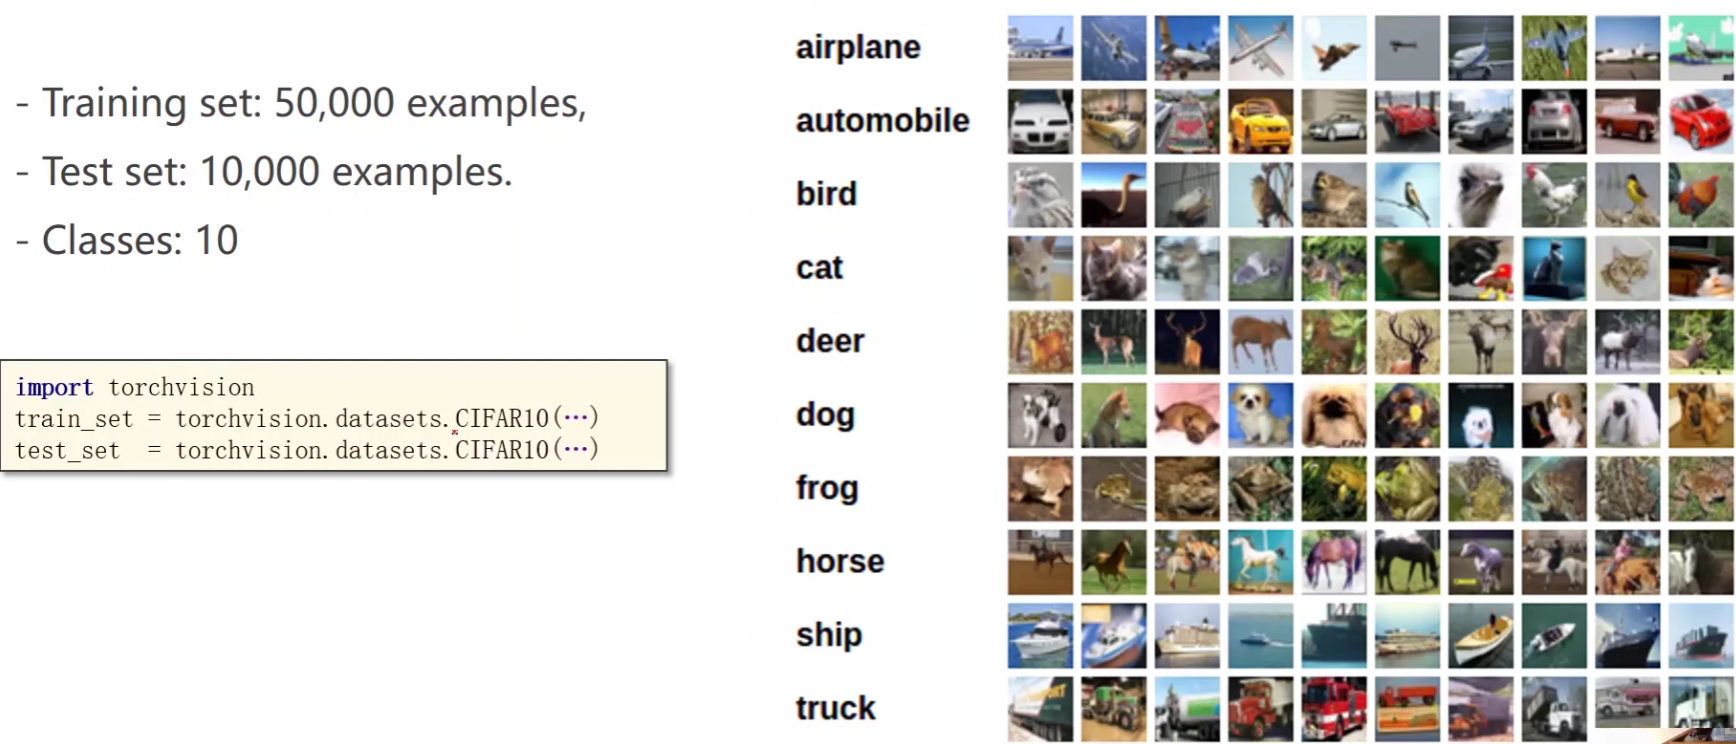 - Training set: 50,000 examples,
- Test set: 10,000 examples.
- Classes: 10
import torchvision
train_set = torchvision.datasets.CIFAR10(…)
test_set  = torchvision.datasets.CIFAR10(…)
airplane
automobile
bird
cat
deer
dog
frog
horse
ship
truck